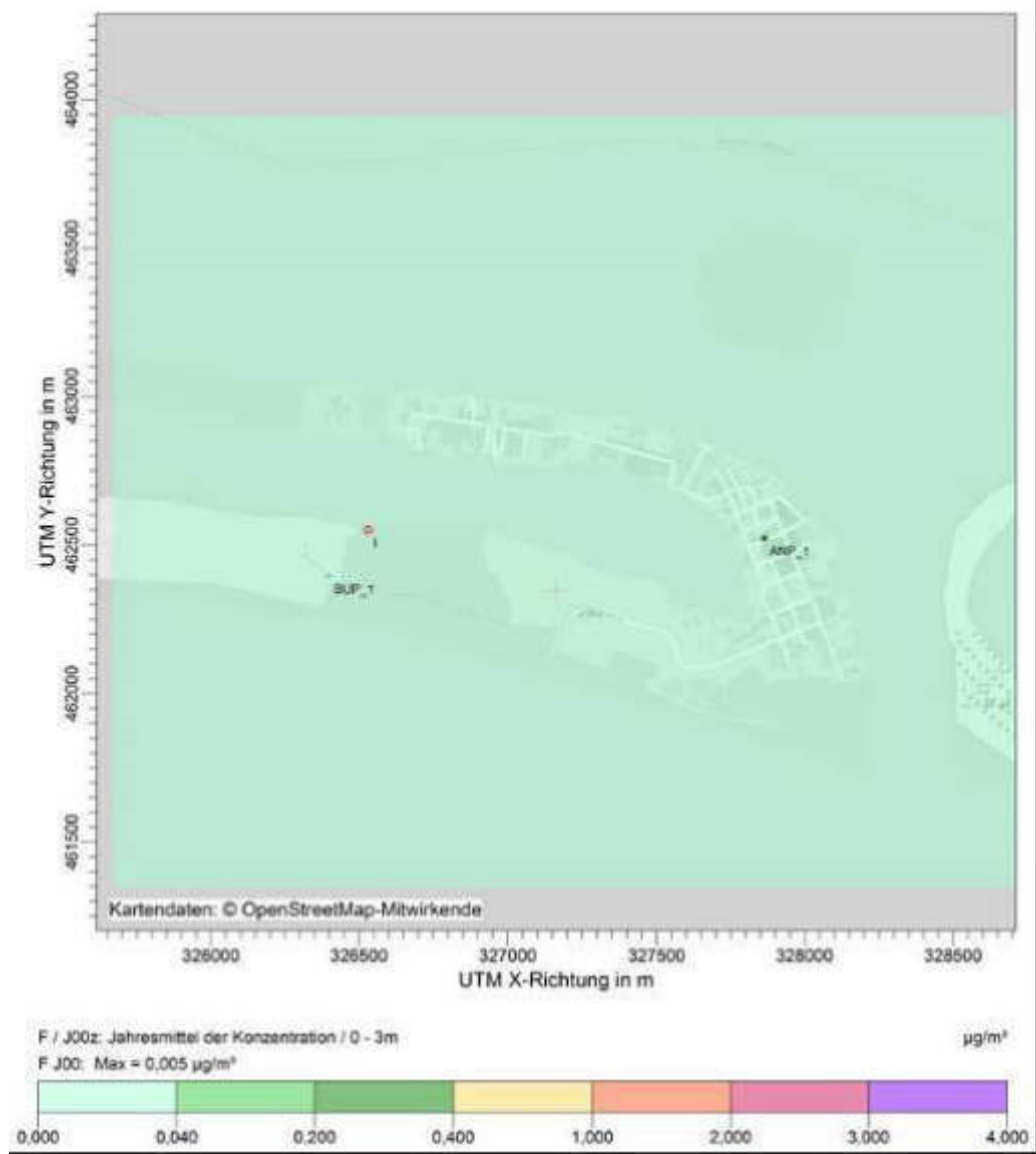 UTM Y-Richtung in m
464000
463500
463000
462500
462000
461500
BUP_1
ANP_1
Kartendaten: © OpenStreetMap-Mitwirkende
326000 326500 327000 327500 328000 328500
UTM X-Richtung in m
F / J00z: Jahresmittel der Konzentration / 0 - 3m µg/m³
F J00: Max = 0,005 µg/m³
0,000 0,040 0,200 0,400 1,000 2,000 3,000 4,000